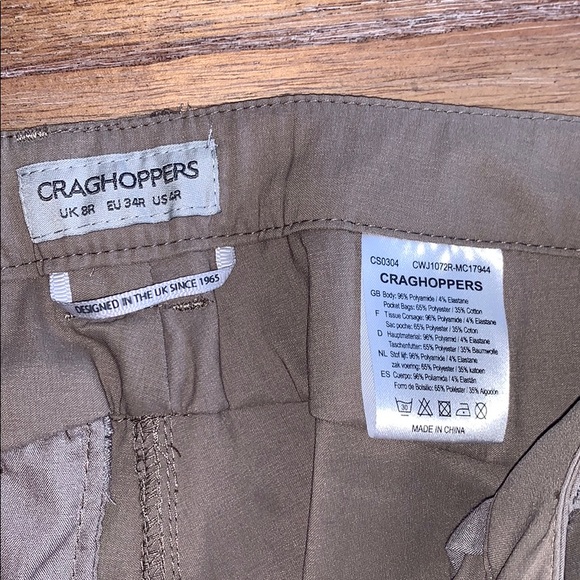 CRAGHOPPERS
UK 8R EU 34R US 4R
DESIGNED IN THE UK SINCE 1965
CS0304 CWJ1072R-MC17944
CRAGHOPPERS
GB Body: 96% Polyamide / 4% Elastane
Pocket Bags: 65% Polyester / 35% Cotton
F Tissue Corsage: 96% Polyamide / 4% Elastane
Sac poche: 65% Polyester / 35% Coton
D Hauptmaterial: 96% Polyamide / 4% Elastane
Taschenfutter: 65% Polyester / 35% Baumwolle
NL Stof lijf: 96% Polyamide / 4% Elastane
zak voering: 65% Polyester / 35% katoen
ES Cuerpo: 96% Polyamide / 4% Elastán
Forro de Bolsillo: 65% Poliéster / 35% Algodón
30
MADE IN CHINA